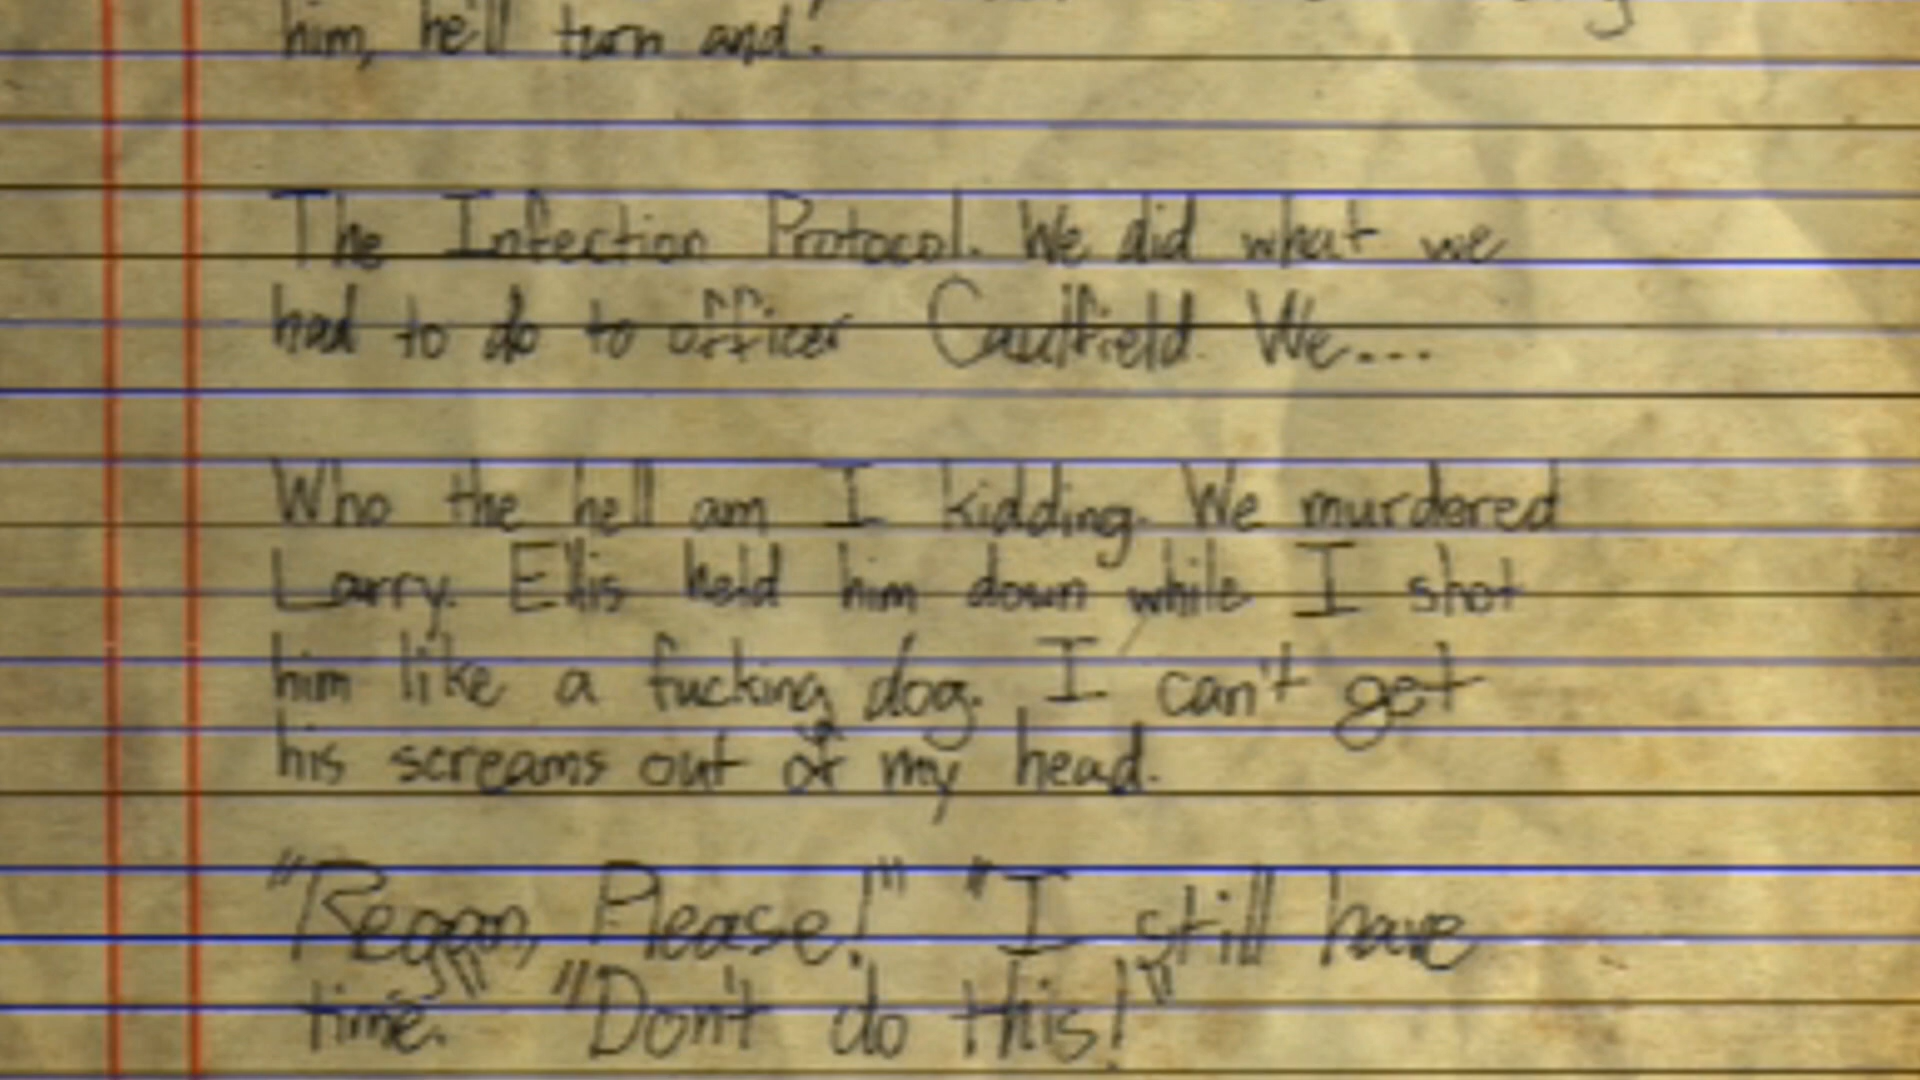 him, he'll turn and.
The Infection Protocol. We did what we
had to do to officer Caulfield. We....
Who the hell am I kidding. We murdered
Larry. Ellis held him down while I shot
him like a fucking dog. I can't get
his screams out of my head.
"Regan, Please!" "I still have
time." "Don't do this!"